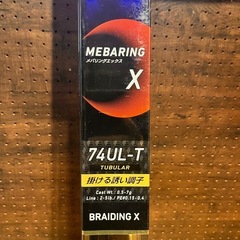 MEBARING
メバリングエックス
X
74UL-T
TUBULAR
掛ける誘い調子
Cast Wt : 0.5-7g
Line : 2-5lb / PE#0.15-0.4
BRAIDING X